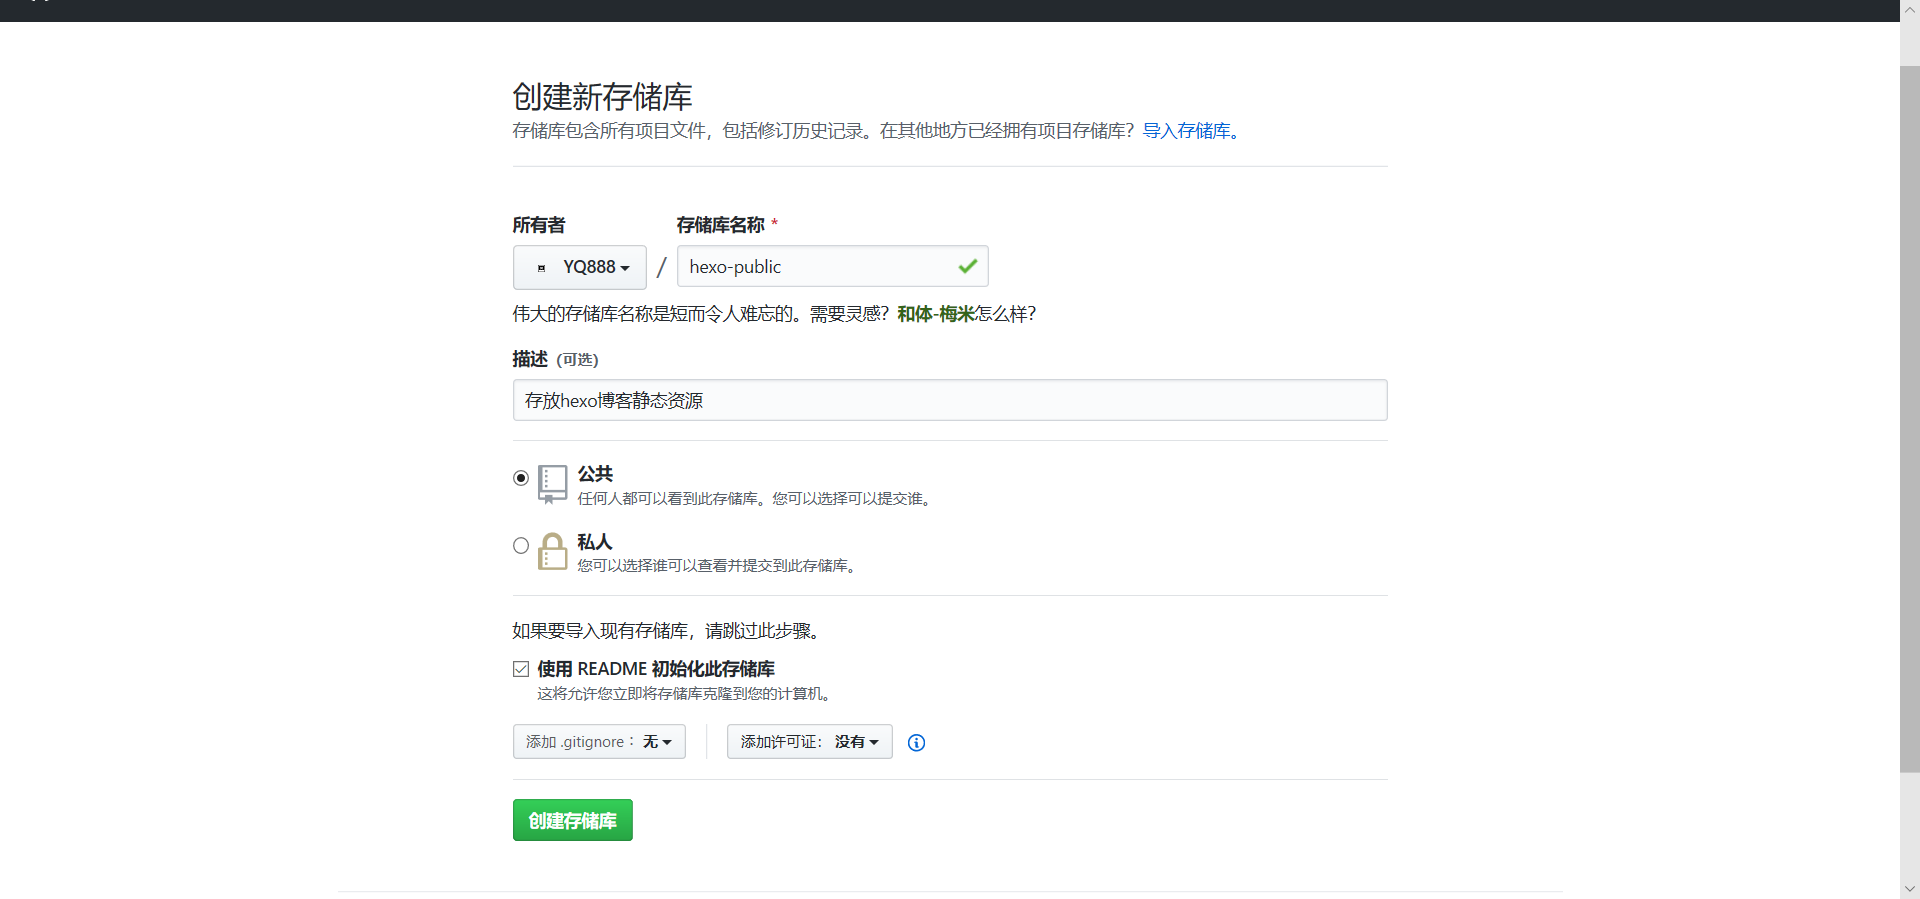 创建新存储库
存储库包含所有项目文件，包括修订历史记录。在其他地方已经拥有项目存储库？导入存储库。
所有者 存储库名称 *
YQ888 / hexo-public
伟大的存储库名称是短而令人难忘的。需要灵感？和体-梅米怎么样？
描述 (可选)
存放hexo博客静态资源
公共
任何人都可以看到此存储库。您可以选择可以提交谁。
私人
您可以选择谁可以查看并提交到此存储库。
如果要导入现有存储库，请跳过此步骤。
使用 README 初始化此存储库
这将允许您立即将存储库克隆到您的计算机。
添加 .gitignore：无 添加许可证：没有
创建存储库